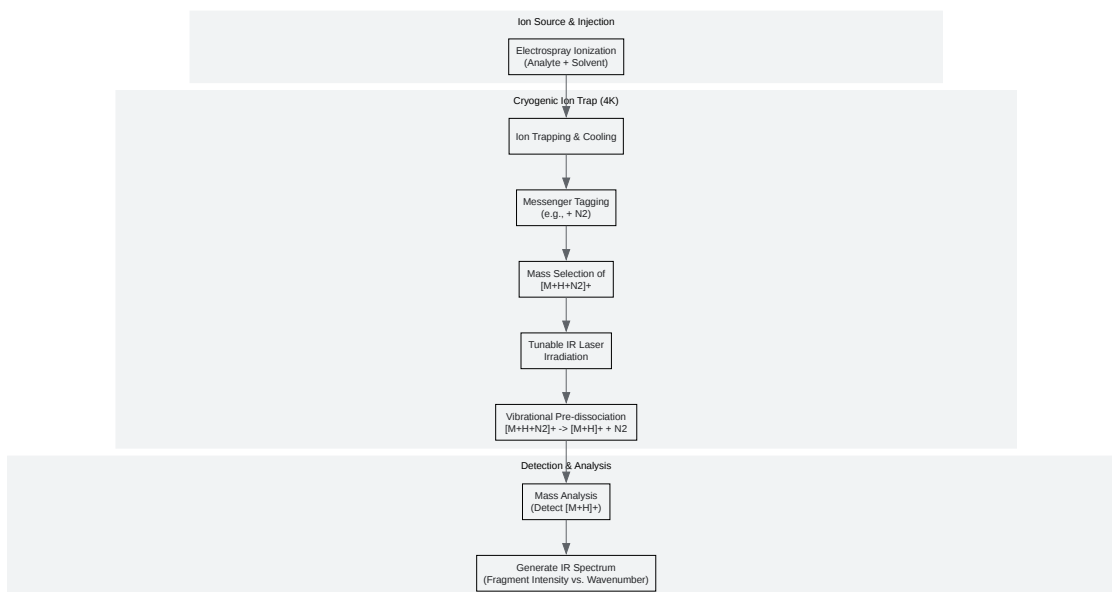 Ion Source & Injection
Electrospray Ionization
(Analyte + Solvent)
Cryogenic Ion Trap (4K)
Ion Trapping & Cooling
Messenger Tagging
(e.g., + N2)
Mass Selection of
[M+H+N2]+
Tunable IR Laser
Irradiation
Vibrational Pre-dissociation
[M+H+N2]+ -> [M+H]+ + N2
Detection & Analysis
Mass Analysis
(Detect [M+H]+)
Generate IR Spectrum
(Fragment Intensity vs. Wavenumber)